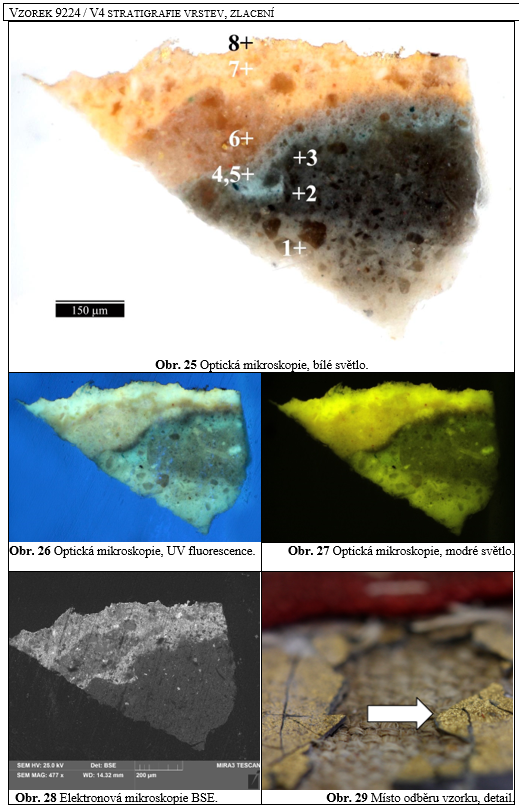 VZOREK 9224 / V4 STRATIGRAFIE VRSTEV, ZLACENÍ
8+
7+
6+
+3
4,5+
+2
1+
150 µm
Obr. 25 Optická mikroskopie, bílé světlo.
Obr. 26 Optická mikroskopie, UV fluorescence.
Obr. 27 Optická mikroskopie, modré světlo.
SEM HV: 25.0 kV Det: BSE MIRA3 TESCAN
SEM MAG: 477 x WD: 14.32 mm 200 µm
Obr. 28 Elektronová mikroskopie BSE.
Obr. 29 Místo odběru vzorku, detail.